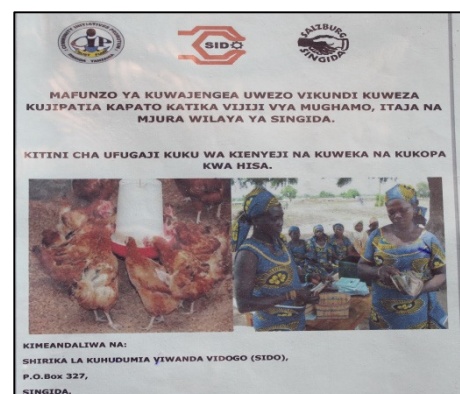 SIDO
SALZBURG
SINGIDA
MAFUNZO YA KUWAJENGEA UWEZO VIKUNDI KUWEZA
KUJIPATIA KAPATO KATIKA VIJIJI VYA MUGHAMO, ITAJA NA
MJURA WILAYA YA SINGIDA.
KITINI CHA UFUGAJI KUKU WA KIENYEJI NA KUWEKA NA KUKOPA
KWA HISA.
KIMEANDALIWA NA:
SHIRIKA LA KUHUDUMIA VIWANDA VIDOGO (SIDO),
P.O.Box 327,
SINGIDA.